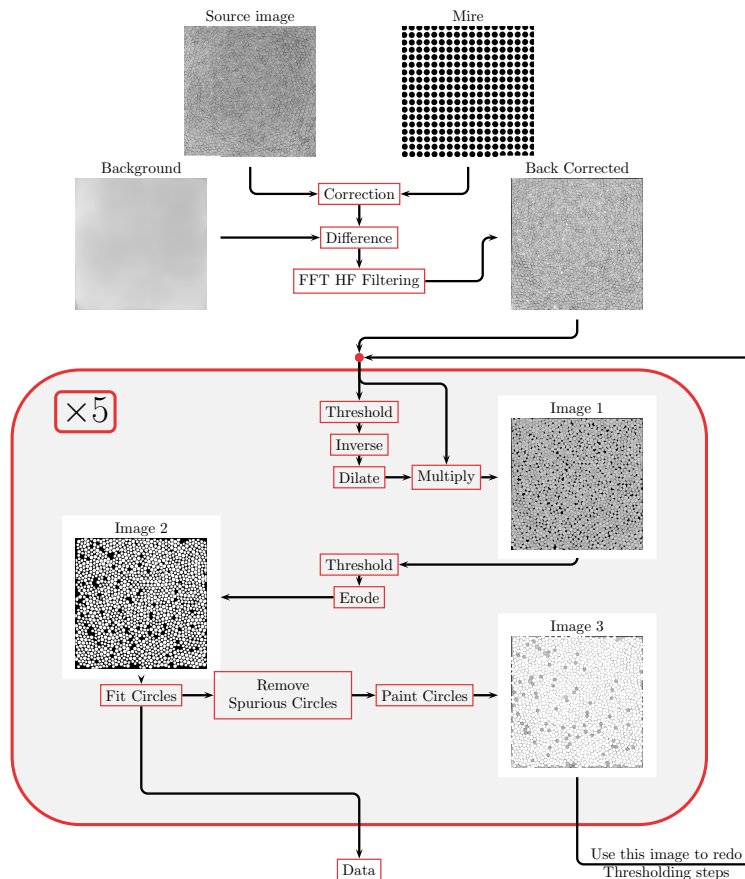 Source image
Mire
Background
Back Corrected
Correction
Difference
FFT HF Filtering
×5
Threshold
Inverse
Dilate
Multiply
Image 1
Image 2
Threshold
Erode
Image 3
Fit Circles
Remove
Spurious Circles
Paint Circles
Data
Use this image to redo
Thresholding steps